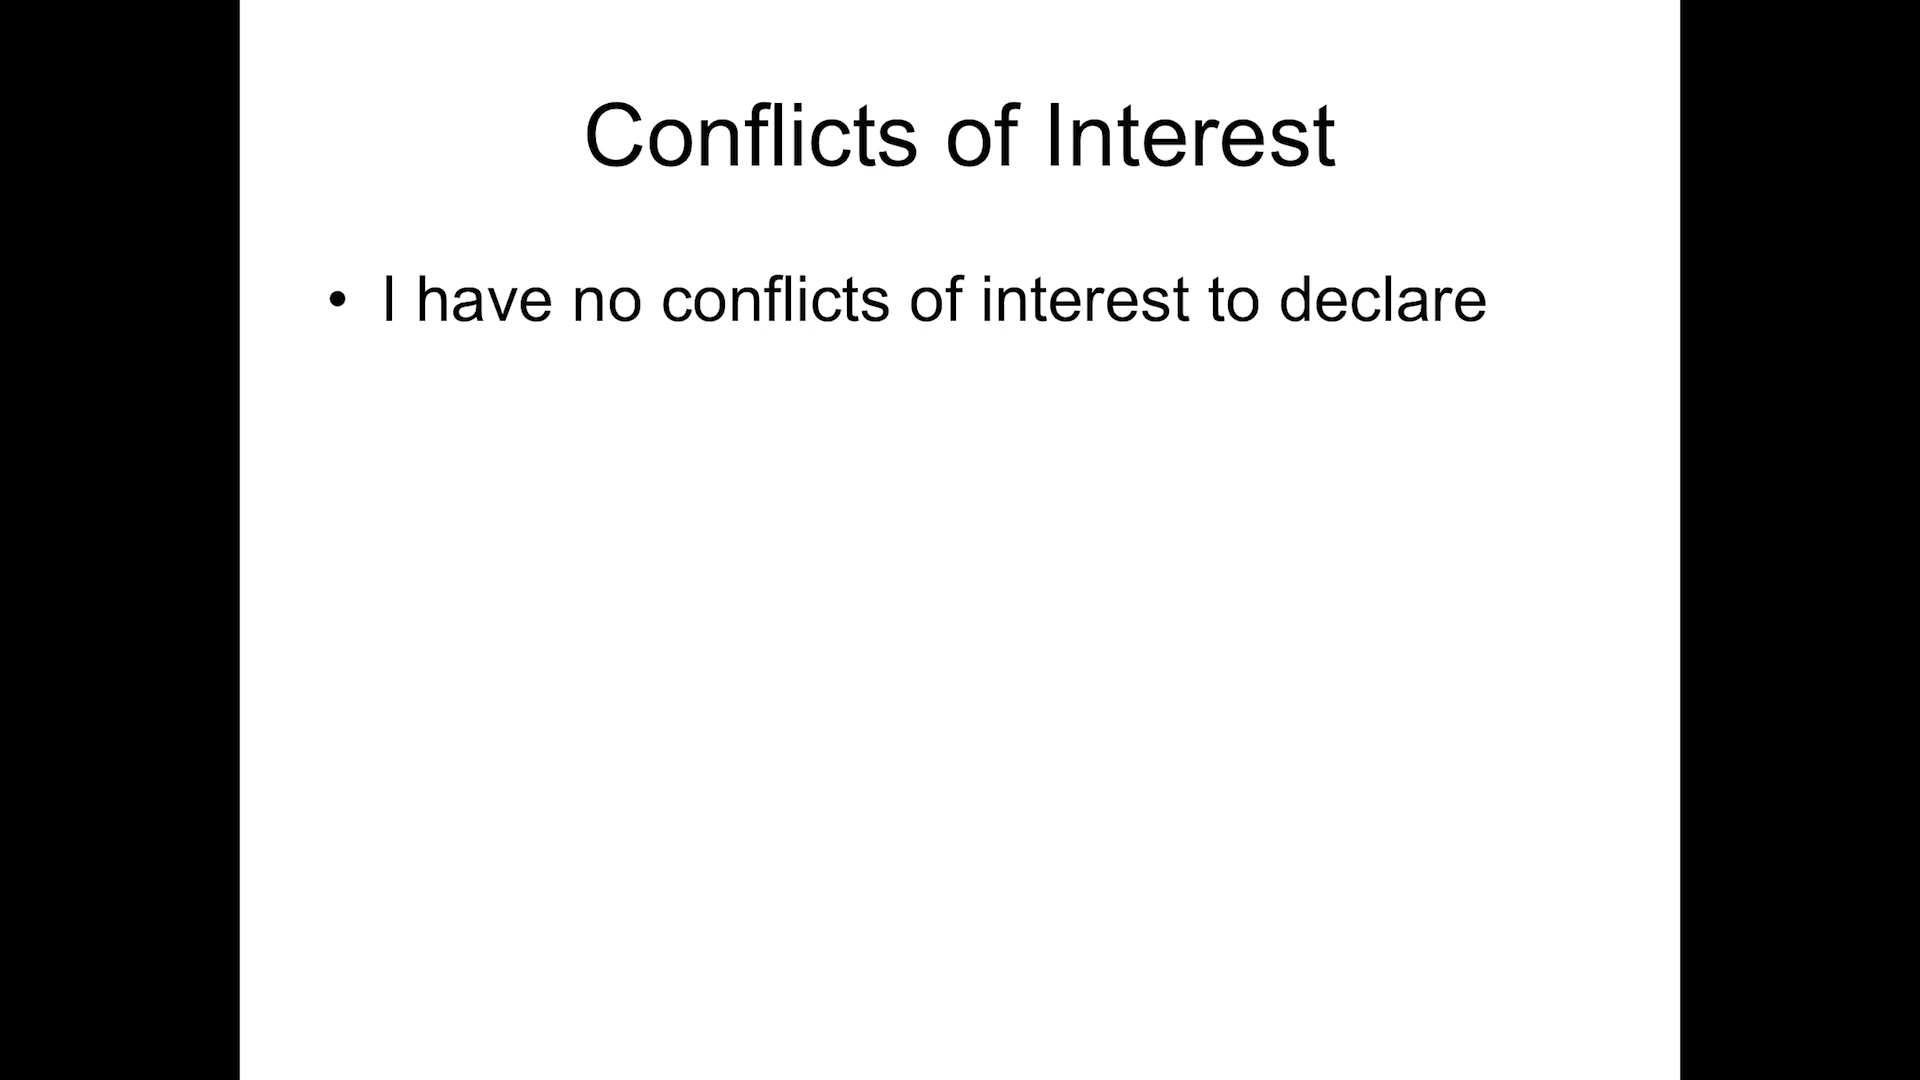 Conflicts of Interest
• I have no conflicts of interest to declare